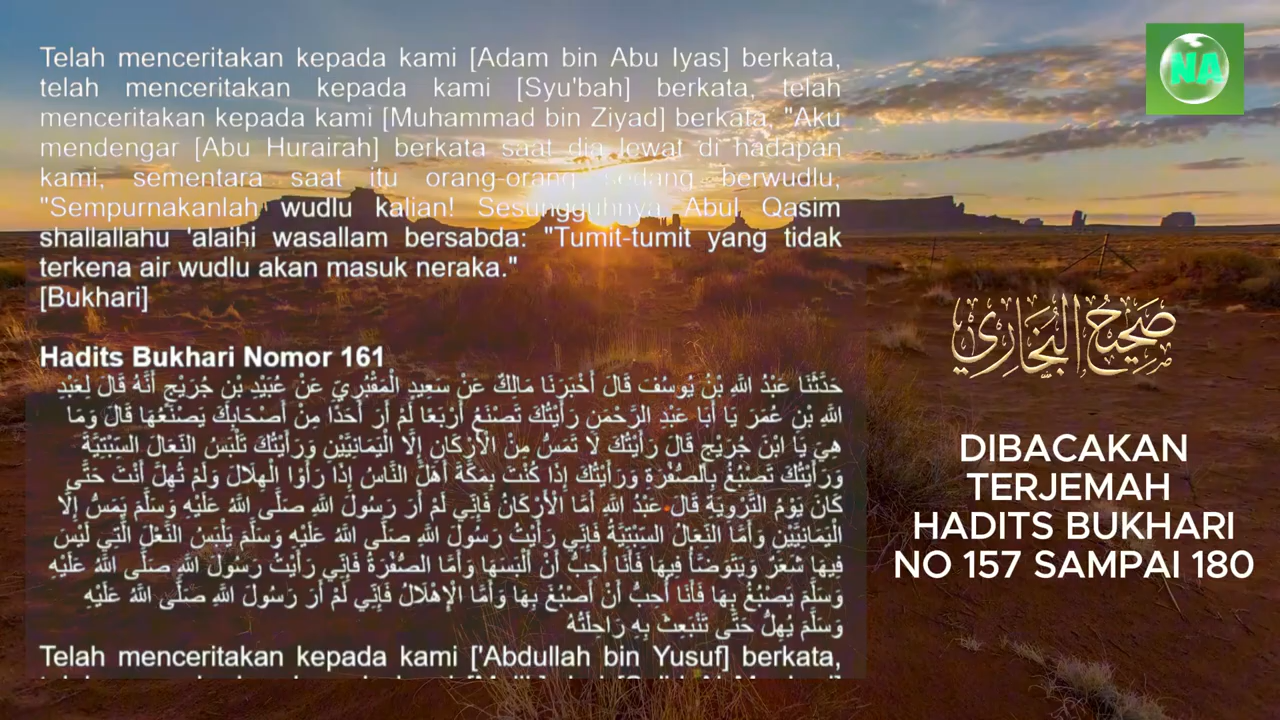 Telah menceritakan kepada kami [Adam bin Abu Iyas] berkata,
telah menceritakan kepada kami [Syu'bah] berkata, telah
menceritakan kepada kami [Muhammad bin Ziyad] berkata, "Aku
mendengar [Abu Hurairah] berkata saat dia lewat di hadapan
kami, sementara saat itu orang-orang sedang berwudlu,
"Sempurnakanlah wudlu kalian! Sesungguhnya Abul Qasim
shallallahu 'alaihi wasallam bersabda: "Tumit-tumit yang tidak
terkena air wudlu akan masuk neraka."
[Bukhari]
Hadits Bukhari Nomor 161
حَدَّثَنَا عَبْدُ اللَّهِ بْنُ يُوسُفَ قَالَ أَخْبَرَنَا مَالِكٌ عَنْ سَعِيدٍ الْمَقْبُرِيِّ عَنْ عُبَيْدِ بْنِ جُرَيْجٍ أَنَّهُ قَالَ لِعَبْدِ
اللَّهِ بْنِ عُمَرَ يَا أَبَا عَبْدِ الرَّحْمَنِ رَأَيْتُكَ تَصْنَعُ أَرْبَعًا لَمْ أَرَ أَحَدًا مِنْ أَصْحَابِكَ يَصْنَعُهَا قَالَ وَمَا
هِيَ يَا ابْنَ جُرَيْجٍ قَالَ رَأَيْتُكَ لَا تَمَسُّ مِنْ الْأَرْكَانِ إِلَّا الْيَمَانِيَّيْنِ وَرَأَيْتُكَ تَلْبَسُ النِّعَالَ السِّبْتِيَّةَ
وَرَأَيْتُكَ تَصْبُغُ بِالصُّفْرَةِ وَرَأَيْتُكَ إِذَا كُنْتَ بِمَكَّةَ أَهَلَّ النَّاسُ إِذَا رَأَوْا الْهِلَالَ وَلَمْ تُهِلَّ أَنْتَ حَتَّى
كَانَ يَوْمُ التَّرْوِيَةِ قَالَ عَبْدُ اللَّهِ أَمَّا الْأَرْكَانُ فَإِنِّي لَمْ أَرَ رَسُولَ اللَّهِ صَلَّى اللَّهُ عَلَيْهِ وَسَلَّمَ يَمَسُّ إِلَّا
الْيَمَانِيَّيْنِ وَأَمَّا النِّعَالُ السِّبْتِيَّةُ فَإِنِّي رَأَيْتُ رَسُولَ اللَّهِ صَلَّى اللَّهُ عَلَيْهِ وَسَلَّمَ يَلْبَسُ النَّعْلَ الَّتِي لَيْسَ
فِيهَا شَعَرٌ وَيَتَوَضَّأُ فِيهَا فَأَنَا أُحِبُّ أَنْ أَلْبَسَهَا وَأَمَّا الصُّفْرَةُ فَإِنِّي رَأَيْتُ رَسُولَ اللَّهِ صَلَّى اللَّهُ عَلَيْهِ
وَسَلَّمَ يَصْبُغُ بِهَا فَأَنَا أُحِبُّ أَنْ أَصْبُغَ بِهَا وَأَمَّا الْإِهْلَالُ فَإِنِّي لَمْ أَرَ رَسُولَ اللَّهِ صَلَّى اللَّهُ عَلَيْهِ
وَسَلَّمَ يُهِلُّ حَتَّى تَنْبَعِثَ بِهِ رَاحِلَتُهُ
Telah menceritakan kepada kami ['Abdullah bin Yusuf] berkata,
NA
صَحِيحُ الْبُخَارِيِّ
DIBACAKAN
TERJEMAH
HADITS BUKHARI
NO 157 SAMPAI 180